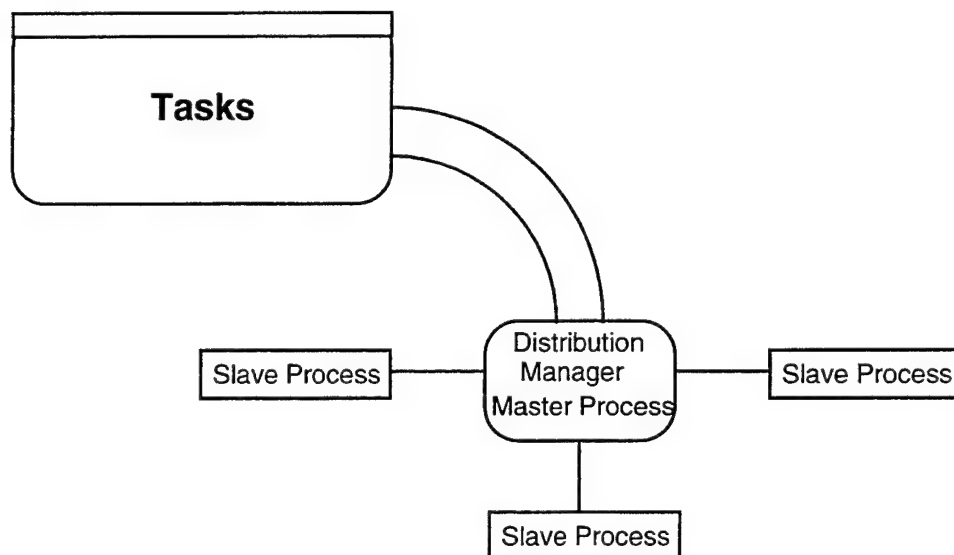 Tasks
Distribution
Manager
Master Process
Slave Process
Slave Process
Slave Process